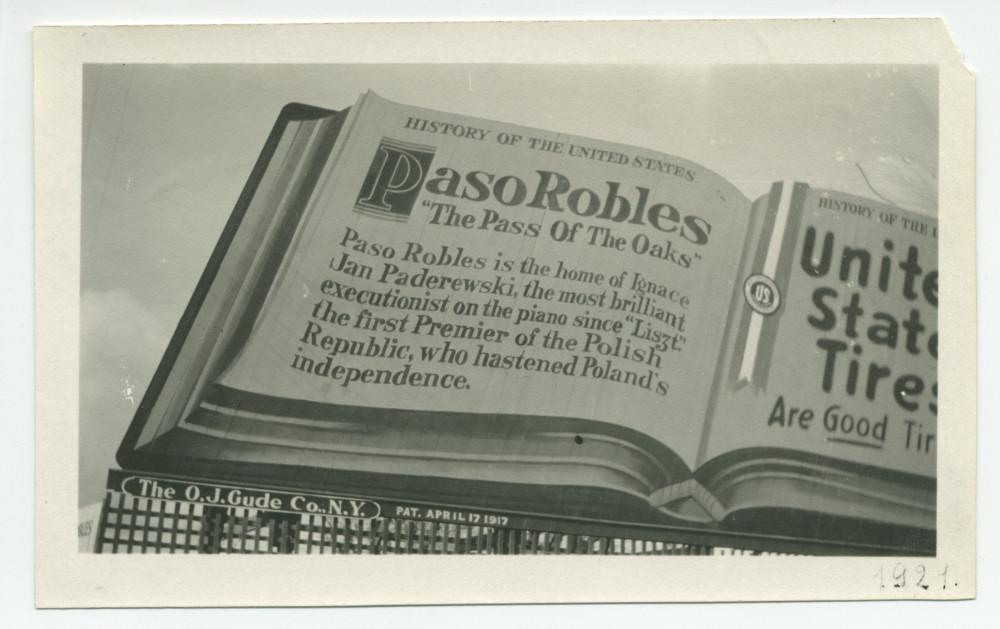 HISTORY OF THE UNITED STATES
Paso Robles
"The Pass Of The Oaks"
Paso Robles is the home of Ignace
Jan Paderewski, the most brilliant
executionist on the piano since "Liszt."
the first Premier of the Polish
Republic, who hastened Poland's
independence.
HISTORY OF THE U
US
Unite
State
Tires
Are Good Tir
The O.J. Gude Co., N.Y.
PAT. APRIL 17 1917
1921.